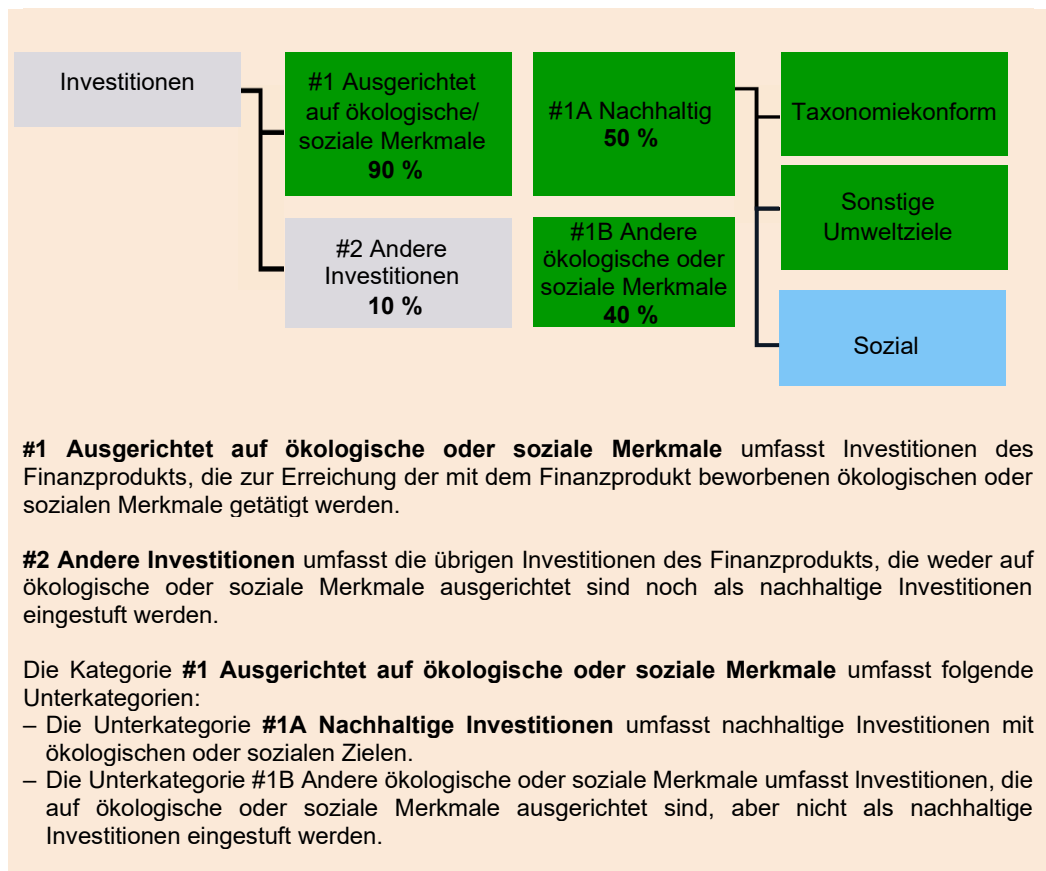 Investitionen
#1 Ausgerichtet
auf ökologische/
soziale Merkmale
90 %
#2 Andere
Investitionen
10 %
#1A Nachhaltig
50 %
#1B Andere
ökologische oder
soziale Merkmale
40 %
Taxonomiekonform
Sonstige
Umweltziele
Sozial
#1 Ausgerichtet auf ökologische oder soziale Merkmale umfasst Investitionen des
Finanzprodukts, die zur Erreichung der mit dem Finanzprodukt beworbenen ökologischen oder
sozialen Merkmale getätigt werden.
#2 Andere Investitionen umfasst die übrigen Investitionen des Finanzprodukts, die weder auf
ökologische oder soziale Merkmale ausgerichtet sind noch als nachhaltige Investitionen
eingestuft werden.
Die Kategorie #1 Ausgerichtet auf ökologische oder soziale Merkmale umfasst folgende
Unterkategorien:
– Die Unterkategorie #1A Nachhaltige Investitionen umfasst nachhaltige Investitionen mit
ökologischen oder sozialen Zielen.
– Die Unterkategorie #1B Andere ökologische oder soziale Merkmale umfasst Investitionen, die
auf ökologische oder soziale Merkmale ausgerichtet sind, aber nicht als nachhaltige
Investitionen eingestuft werden.